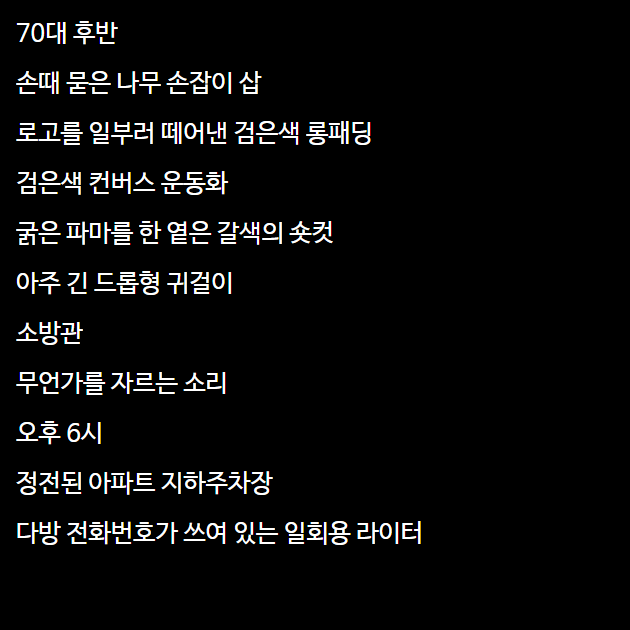 70대 후반
손때 묻은 나무 손잡이 삽
로고를 일부러 떼어낸 검은색 롱패딩
검은색 컨버스 운동화
굵은 파마를 한 옅은 갈색의 숏컷
아주 긴 드롭형 귀걸이
소방관
무언가를 자르는 소리
오후 6시
정전된 아파트 지하주차장
다방 전화번호가 쓰여 있는 일회용 라이터